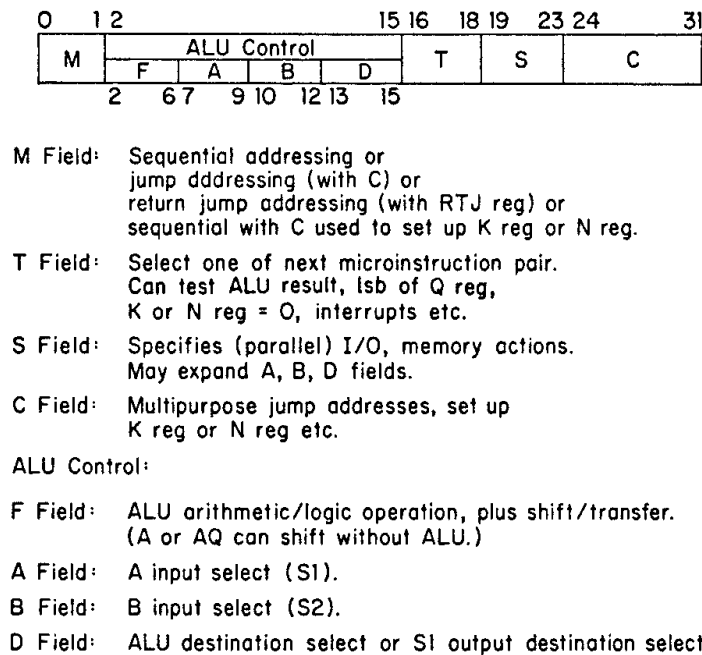 0 1 2 15 16 18 19 23 24 31
M ALU Control T S C
F A B D
2 6 7 9 10 12 13 15
M Field: Sequential addressing or
jump dddressing (with C) or
return jump addressing (with RTJ reg) or
sequential with C used to set up K reg or N reg.
T Field: Select one of next microinstruction pair.
Can test ALU result, lsb of Q reg,
K or N reg = 0, interrupts etc.
S Field: Specifies (parallel) I/O, memory actions.
May expand A, B, D fields.
C Field: Multipurpose jump addresses, set up
K reg or N reg etc.
ALU Control:
F Field: ALU arithmetic/logic operation, plus shift/transfer.
(A or AQ can shift without ALU.)
A Field: A input select (S1).
B Field: B input select (S2).
D Field: ALU destination select or S1 output destination select